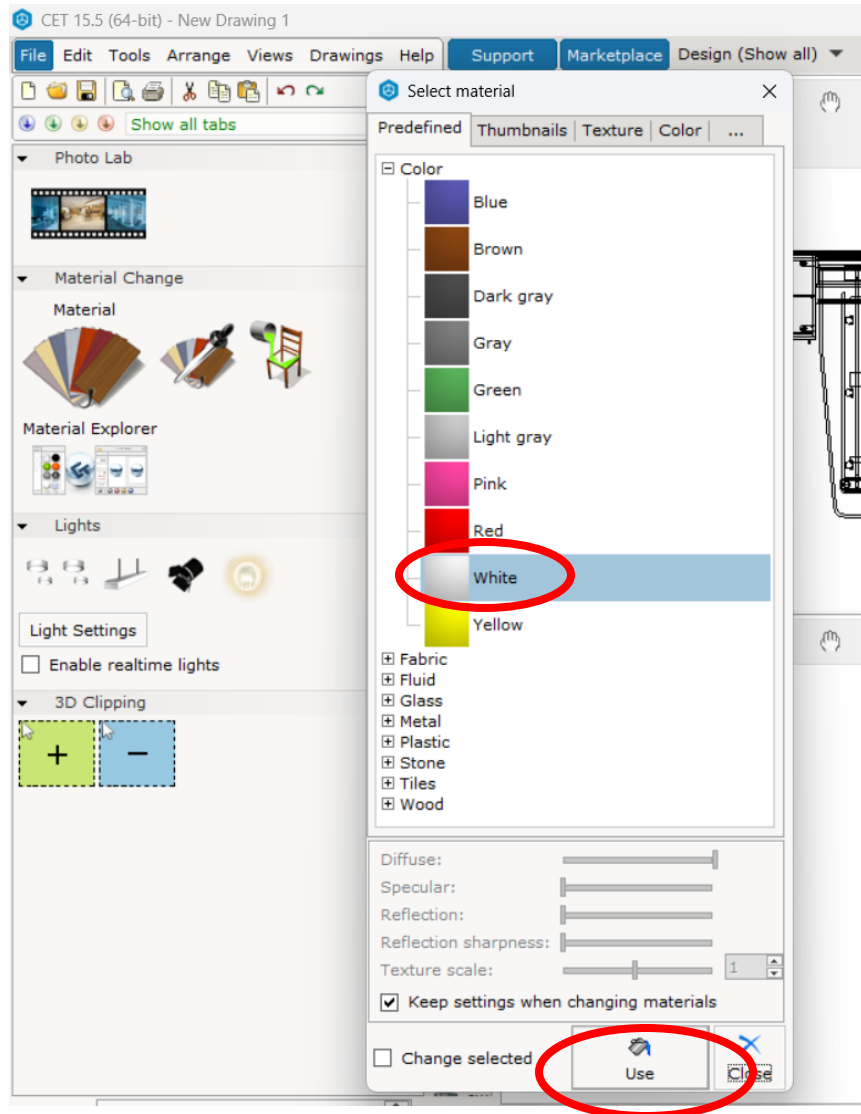 CET 15.5 (64-bit) - New Drawing 1
File Edit Tools Arrange Views Drawings Help Support Marketplace Design (Show all)
Show all tabs
Photo Lab
Material Change
Material
Material Explorer
Lights
Light Settings
Enable realtime lights
3D Clipping
+ −
Select material
Predefined Thumbnails Texture Color ...
Color
Blue
Brown
Dark gray
Gray
Green
Light gray
Pink
Red
White
Yellow
Fabric
Fluid
Glass
Metal
Plastic
Stone
Tiles
Wood
Diffuse:
Specular:
Reflection:
Reflection sharpness:
Texture scale: 1
Keep settings when changing materials
Change selected
Use
Close